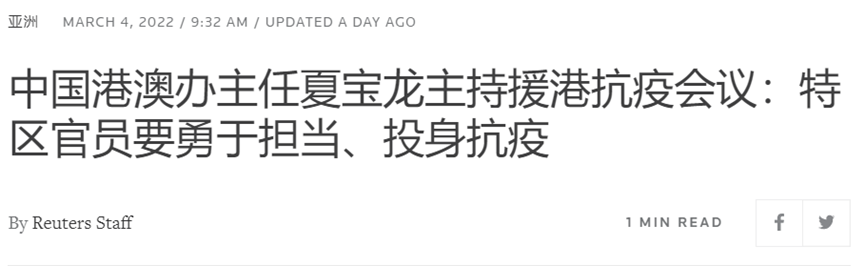 亚洲 MARCH 4, 2022 / 9:32 AM / UPDATED A DAY AGO
中国港澳办主任夏宝龙主持援港抗疫会议：特
区官员要勇于担当、投身抗疫
By Reuters Staff 1 MIN READ